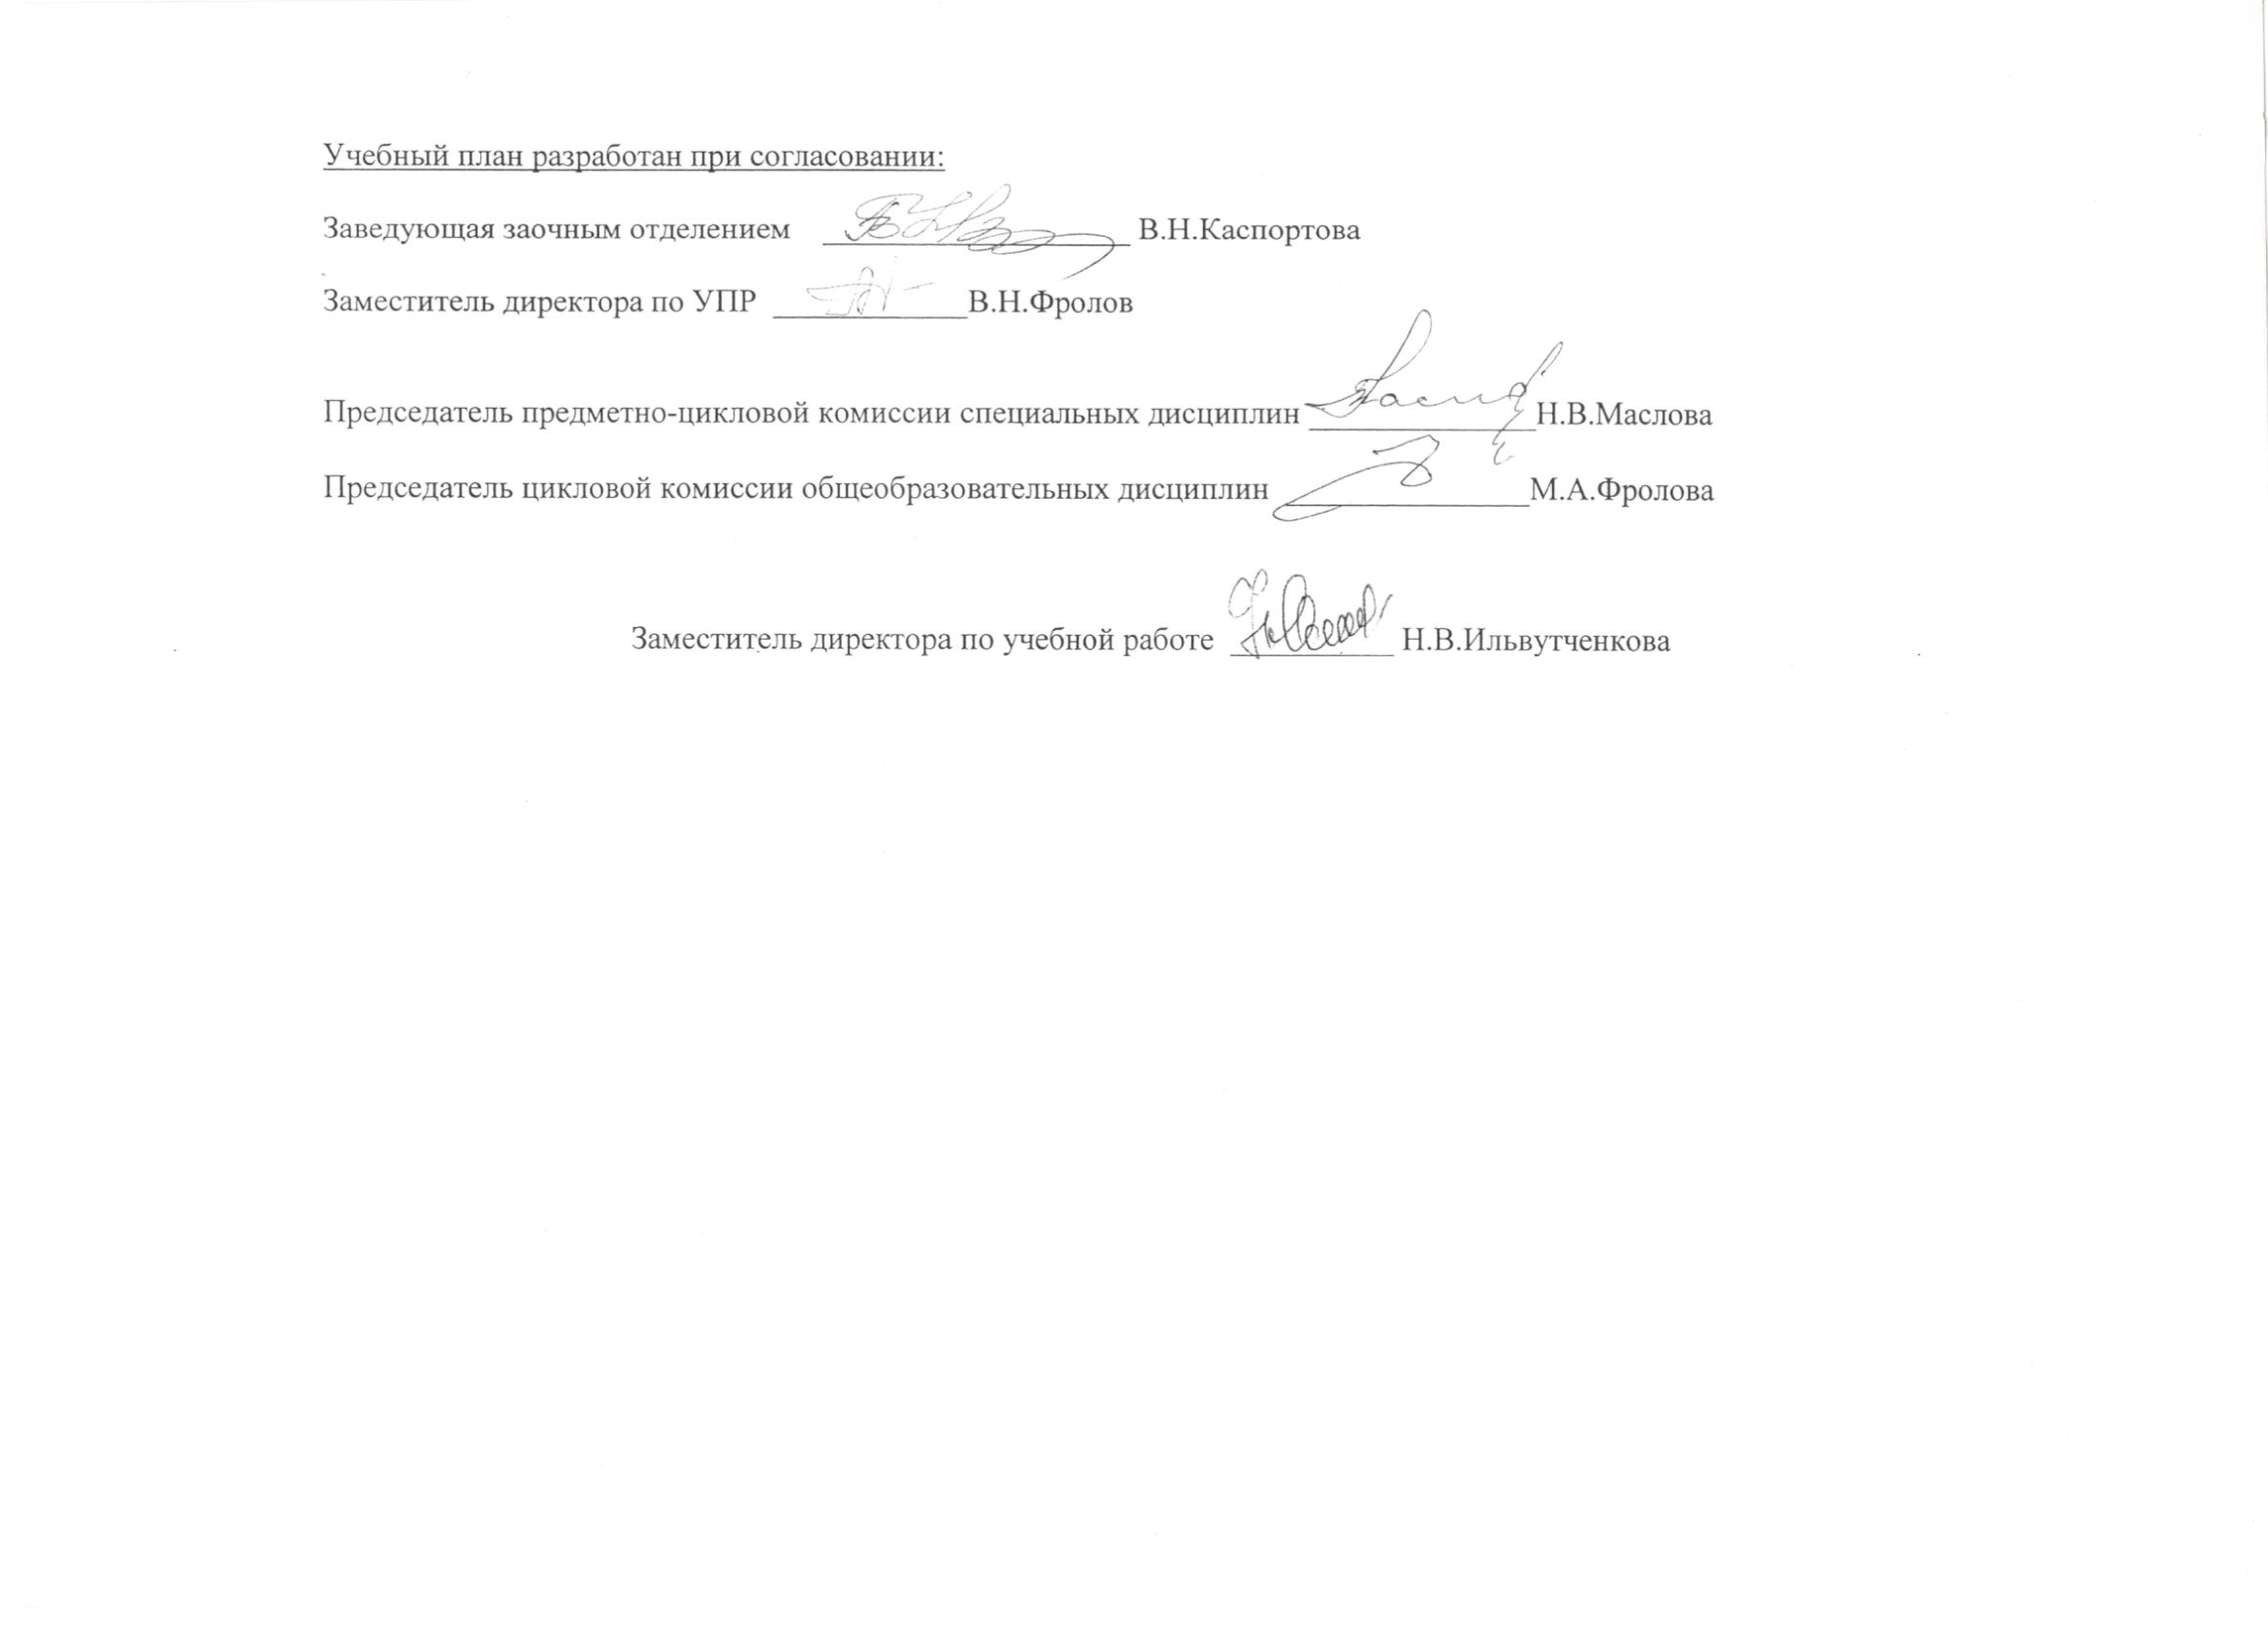 Учебный план разработан при согласовании:
Заведующая заочным отделением В.Н.Каспортова
Заместитель директора по УПР В.Н.Фролов
Председатель предметно-цикловой комиссии специальных дисциплин Н.В.Маслова
Председатель цикловой комиссии общеобразовательных дисциплин М.А.Фролова
Заместитель директора по учебной работе Н.В.Ильвутченкова